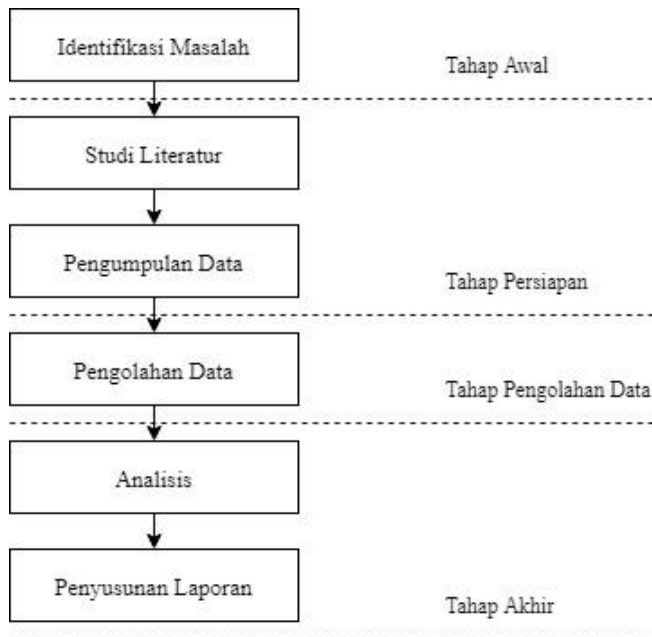 Identifikasi Masalah
Tahap Awal
Studi Literatur
Pengumpulan Data
Tahap Persiapan
Pengolahan Data
Tahap Pengolahan Data
Analisis
Penyusunan Laporan
Tahap Akhir